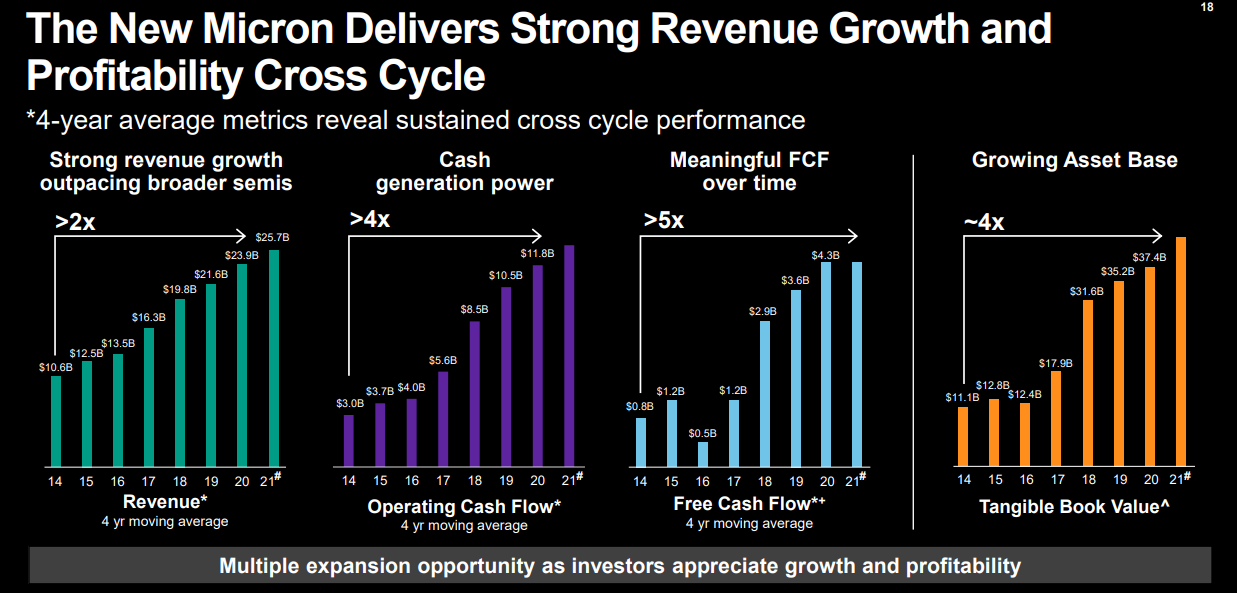 18
The New Micron Delivers Strong Revenue Growth and
Profitability Cross Cycle
*4-year average metrics reveal sustained cross cycle performance
Strong revenue growth
outpacing broader semis
>2x
$10.6B
$12.5B
$13.5B
$16.3B
$19.8B
$21.6B
$23.9B
$25.7B
14 15 16 17 18 19 20 21#
Revenue*
4 yr moving average
Cash
generation power
>4x
$3.0B
$3.7B
$4.0B
$5.6B
$8.5B
$10.5B
$11.8B
14 15 16 17 18 19 20 21#
Operating Cash Flow*
4 yr moving average
Meaningful FCF
over time
>5x
$0.8B
$1.2B
$0.5B
$1.2B
$2.9B
$3.6B
$4.3B
14 15 16 17 18 19 20 21#
Free Cash Flow*+
4 yr moving average
Growing Asset Base
~4x
$11.1B
$12.8B
$12.4B
$17.9B
$31.6B
$35.2B
$37.4B
14 15 16 17 18 19 20 21#
Tangible Book Value^
Multiple expansion opportunity as investors appreciate growth and profitability